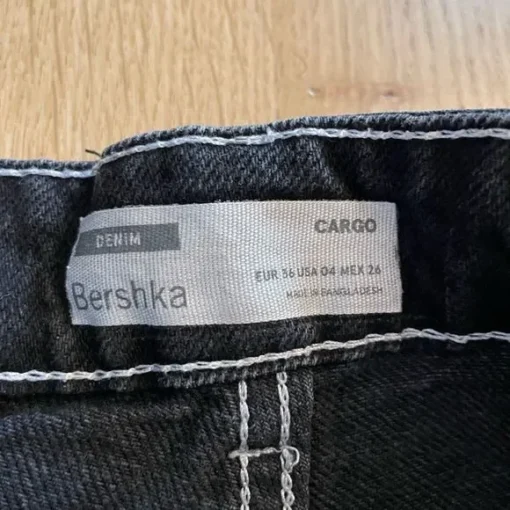 DENIM
CARGO
EUR 36 USA 04 MEX 26
MADE IN BANGLADESH
Bershka